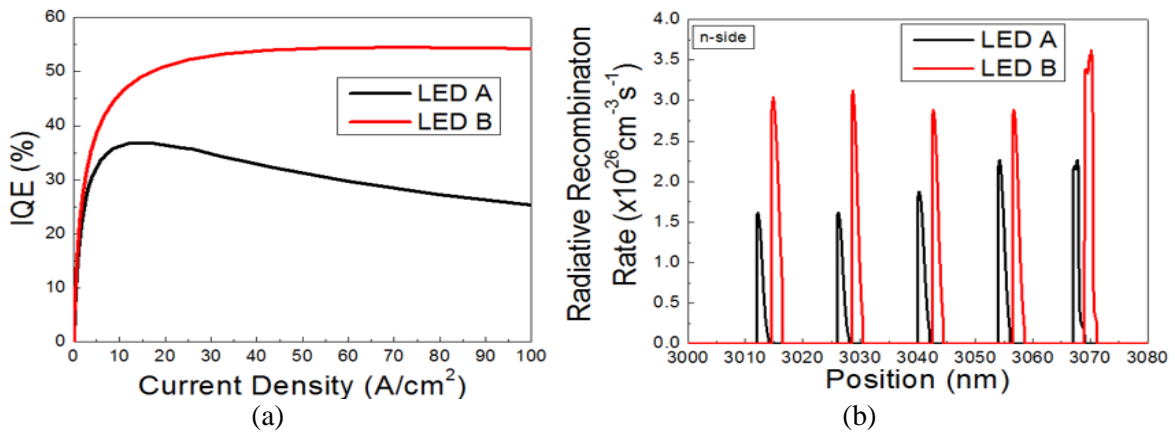 60
50
40
30
20
10
0
IQE (%)
LED A
LED B
0 10 20 30 40 50 60 70 80 90 100
Current Density (A/cm²)
(a)
Radiative Recombinaton
Rate (x10²⁶cm⁻³s⁻¹)
4.0
3.5
3.0
2.5
2.0
1.5
1.0
0.5
0.0
n-side
LED A
LED B
3000 3010 3020 3030 3040 3050 3060 3070 3080
Position (nm)
(b)